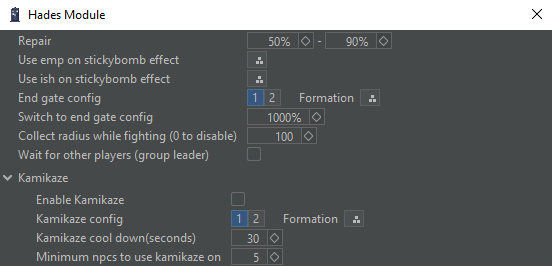 Hades Module
Repair 50% - 90%
Use emp on stickybomb effect
Use ish on stickybomb effect
End gate config 1 2 Formation
Switch to end gate config 1000%
Collect radius while fighting (0 to disable) 100
Wait for other players (group leader)
Kamikaze
Enable Kamikaze
Kamikaze config 1 2 Formation
Kamikaze cool down(seconds) 30
Minimum npcs to use kamikaze on 5